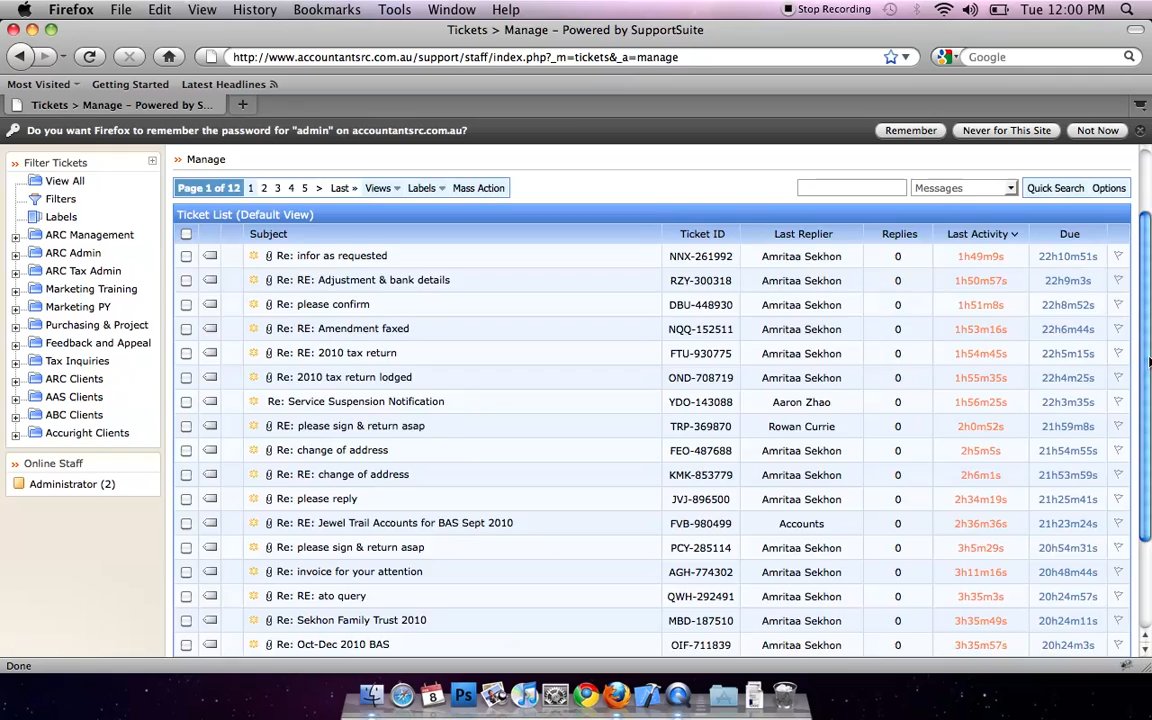 Firefox File Edit View History Bookmarks Tools Window Help Stop Recording Tue 12:00 PM
Tickets > Manage - Powered by SupportSuite
http://www.accountantsrc.com.au/support/staff/index.php?_m=tickets&_a=manage Google
Most Visited Getting Started Latest Headlines
Tickets > Manage - Powered by S...
Do you want Firefox to remember the password for "admin" on accountantsrc.com.au? Remember Never for This Site Not Now
Filter Tickets
View All
Filters
Labels
ARC Management
ARC Admin
ARC Tax Admin
Marketing Training
Marketing PY
Purchasing & Project
Feedback and Appeal
Tax Inquiries
ARC Clients
AAS Clients
ABC Clients
Accuright Clients
Online Staff
Administrator (2)
» Manage
Page 1 of 12 1 2 3 4 5 > Last » Views Labels Mass Action Messages Quick Search Options
Ticket List (Default View)
Subject Ticket ID Last Replier Replies Last Activity Due
Re: infor as requested NNX-261992 Amritaa Sekhon 0 1h49m9s 22h10m51s
Re: RE: Adjustment & bank details RZY-300318 Amritaa Sekhon 0 1h50m57s 22h9m3s
Re: please confirm DBU-448930 Amritaa Sekhon 0 1h51m8s 22h8m52s
Re: RE: Amendment faxed NQQ-152511 Amritaa Sekhon 0 1h53m16s 22h6m44s
Re: RE: 2010 tax return FTU-930775 Amritaa Sekhon 0 1h54m45s 22h5m15s
Re: 2010 tax return lodged OND-708719 Amritaa Sekhon 0 1h55m35s 22h4m25s
Re: Service Suspension Notification YDO-143088 Aaron Zhao 0 1h56m25s 22h3m35s
RE: please sign & return asap TRP-369870 Rowan Currie 0 2h0m52s 21h59m8s
Re: change of address FEO-487688 Amritaa Sekhon 0 2h5m5s 21h54m55s
Re: RE: change of address KMK-853779 Amritaa Sekhon 0 2h6m1s 21h53m59s
Re: please reply JVJ-896500 Amritaa Sekhon 0 2h34m19s 21h25m41s
Re: RE: Jewel Trail Accounts for BAS Sept 2010 FVB-980499 Accounts 0 2h36m36s 21h23m24s
Re: please sign & return asap PCY-285114 Amritaa Sekhon 0 3h5m29s 20h54m31s
Re: invoice for your attention AGH-774302 Amritaa Sekhon 0 3h11m16s 20h48m44s
Re: RE: ato query QWH-292491 Amritaa Sekhon 0 3h35m3s 20h24m57s
Re: Sekhon Family Trust 2010 MBD-187510 Amritaa Sekhon 0 3h35m49s 20h24m11s
Re: Oct-Dec 2010 BAS OIF-711839 Amritaa Sekhon 0 3h35m57s 20h24m3s
Done
8
Ps